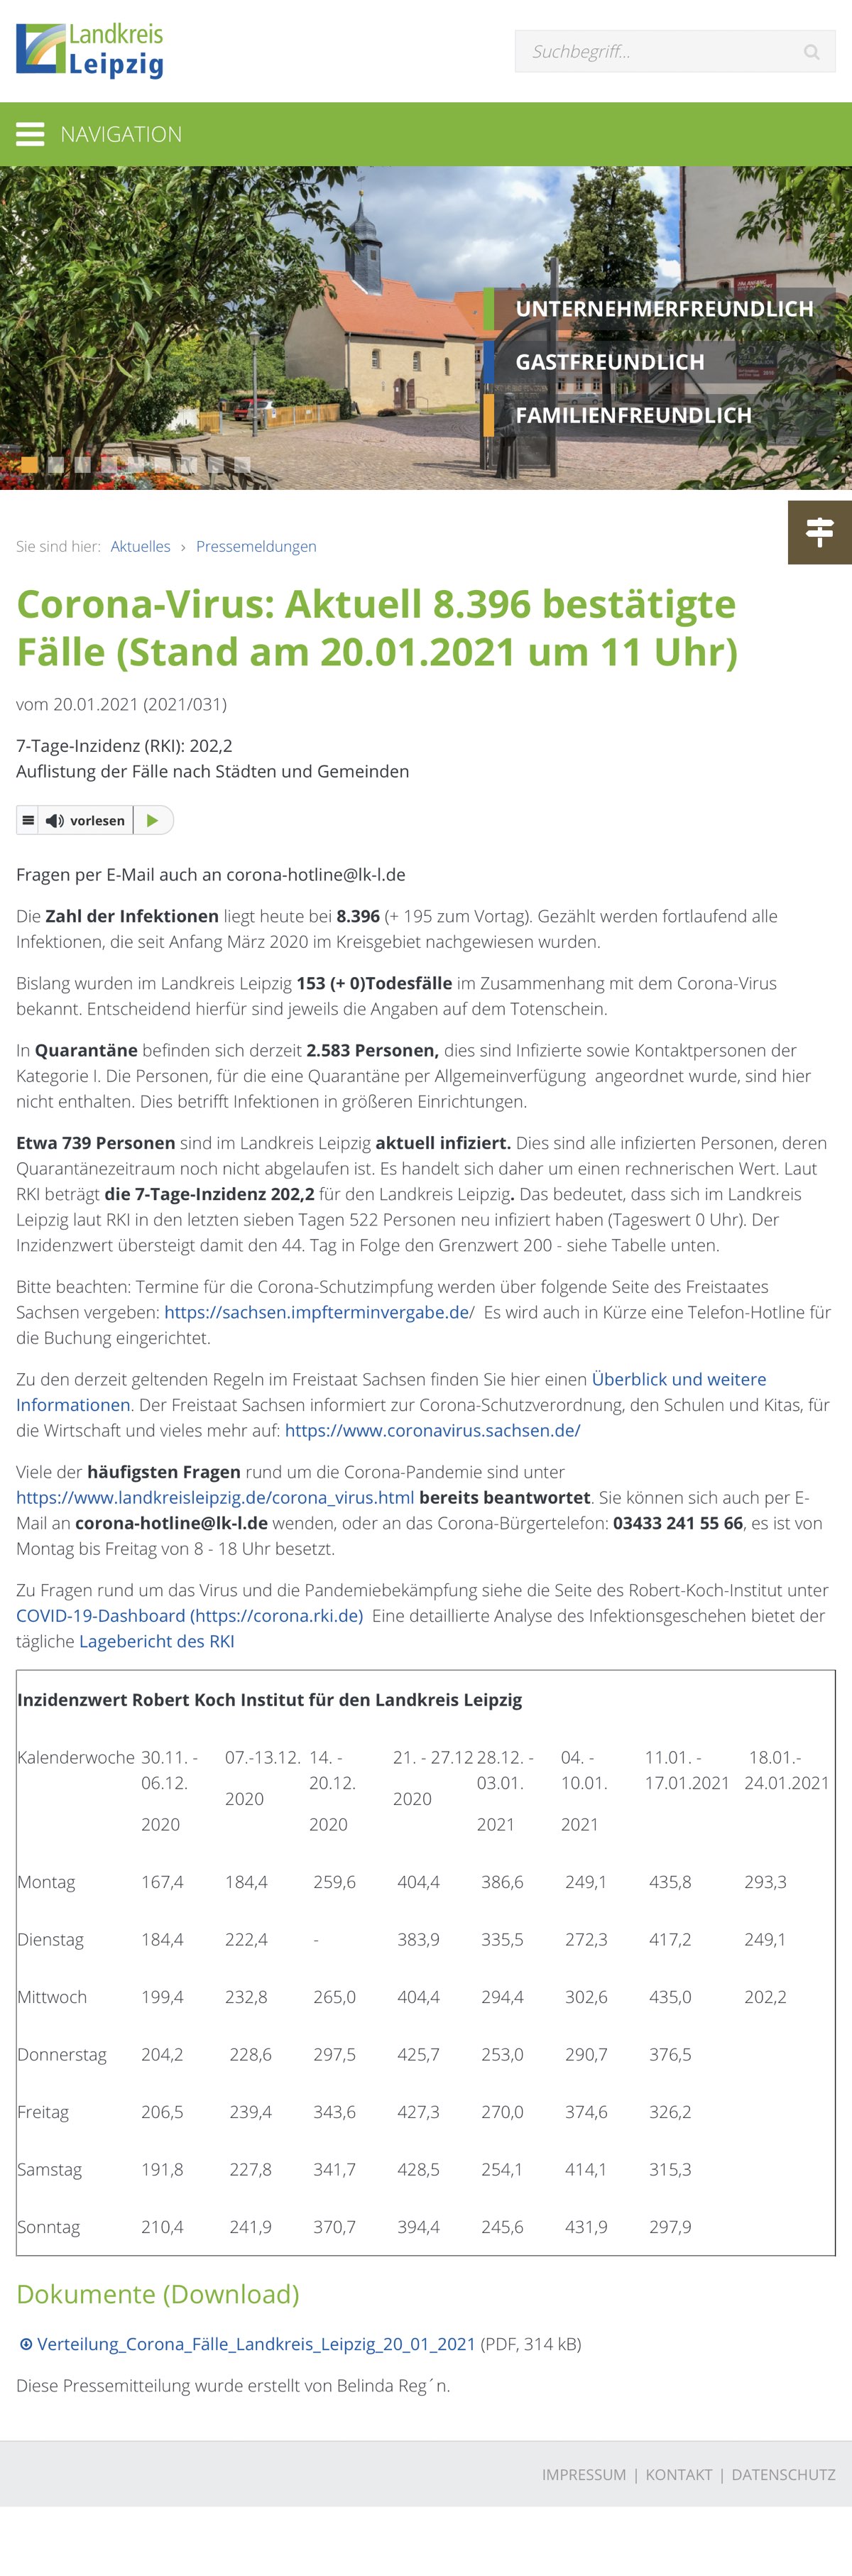 Landkreis
Leipzig
Suchbegriff...
NAVIGATION
UNTERNEHMERFREUNDLICH
GASTFREUNDLICH
FAMILIENFREUNDLICH
Sie sind hier: Aktuelles › Pressemeldungen
Corona-Virus: Aktuell 8.396 bestätigte
Fälle (Stand am 20.01.2021 um 11 Uhr)
vom 20.01.2021 (2021/031)
7-Tage-Inzidenz (RKI): 202,2
Auflistung der Fälle nach Städten und Gemeinden
vorlesen
Fragen per E-Mail auch an corona-hotline@lk-l.de
Die Zahl der Infektionen liegt heute bei 8.396 (+ 195 zum Vortag). Gezählt werden fortlaufend alle
Infektionen, die seit Anfang März 2020 im Kreisgebiet nachgewiesen wurden.
Bislang wurden im Landkreis Leipzig 153 (+ 0)Todesfälle im Zusammenhang mit dem Corona-Virus
bekannt. Entscheidend hierfür sind jeweils die Angaben auf dem Totenschein.
In Quarantäne befinden sich derzeit 2.583 Personen, dies sind Infizierte sowie Kontaktpersonen der
Kategorie I. Die Personen, für die eine Quarantäne per Allgemeinverfügung angeordnet wurde, sind hier
nicht enthalten. Dies betrifft Infektionen in größeren Einrichtungen.
Etwa 739 Personen sind im Landkreis Leipzig aktuell infiziert. Dies sind alle infizierten Personen, deren
Quarantänezeitraum noch nicht abgelaufen ist. Es handelt sich daher um einen rechnerischen Wert. Laut
RKI beträgt die 7-Tage-Inzidenz 202,2 für den Landkreis Leipzig. Das bedeutet, dass sich im Landkreis
Leipzig laut RKI in den letzten sieben Tagen 522 Personen neu infiziert haben (Tageswert 0 Uhr). Der
Inzidenzwert übersteigt damit den 44. Tag in Folge den Grenzwert 200 - siehe Tabelle unten.
Bitte beachten: Termine für die Corona-Schutzimpfung werden über folgende Seite des Freistaates
Sachsen vergeben: https://sachsen.impfterminvergabe.de/ Es wird auch in Kürze eine Telefon-Hotline für
die Buchung eingerichtet.
Zu den derzeit geltenden Regeln im Freistaat Sachsen finden Sie hier einen Überblick und weitere
Informationen. Der Freistaat Sachsen informiert zur Corona-Schutzverordnung, den Schulen und Kitas, für
die Wirtschaft und vieles mehr auf: https://www.coronavirus.sachsen.de/
Viele der häufigsten Fragen rund um die Corona-Pandemie sind unter
https://www.landkreisleipzig.de/corona_virus.html bereits beantwortet. Sie können sich auch per E-
Mail an corona-hotline@lk-l.de wenden, oder an das Corona-Bürgertelefon: 03433 241 55 66, es ist von
Montag bis Freitag von 8 - 18 Uhr besetzt.
Zu Fragen rund um das Virus und die Pandemiebekämpfung siehe die Seite des Robert-Koch-Institut unter
COVID-19-Dashboard (https://corona.rki.de) Eine detaillierte Analyse des Infektionsgeschehen bietet der
tägliche Lagebericht des RKI
Inzidenzwert Robert Koch Institut für den Landkreis Leipzig
Kalenderwoche 30.11. - 07.-13.12. 14. - 21. - 27.12 28.12. - 04. - 11.01. - 18.01.-
06.12. 20.12. 03.01. 10.01. 17.01.2021 24.01.2021
2020 2020
2020 2020 2021 2021
Montag 167,4 184,4 259,6 404,4 386,6 249,1 435,8 293,3
Dienstag 184,4 222,4 - 383,9 335,5 272,3 417,2 249,1
Mittwoch 199,4 232,8 265,0 404,4 294,4 302,6 435,0 202,2
Donnerstag 204,2 228,6 297,5 425,7 253,0 290,7 376,5
Freitag 206,5 239,4 343,6 427,3 270,0 374,6 326,2
Samstag 191,8 227,8 341,7 428,5 254,1 414,1 315,3
Sonntag 210,4 241,9 370,7 394,4 245,6 431,9 297,9
Dokumente (Download)
Verteilung_Corona_Fälle_Landkreis_Leipzig_20_01_2021 (PDF, 314 kB)
Diese Pressemitteilung wurde erstellt von Belinda Reg´n.
IMPRESSUM | KONTAKT | DATENSCHUTZ